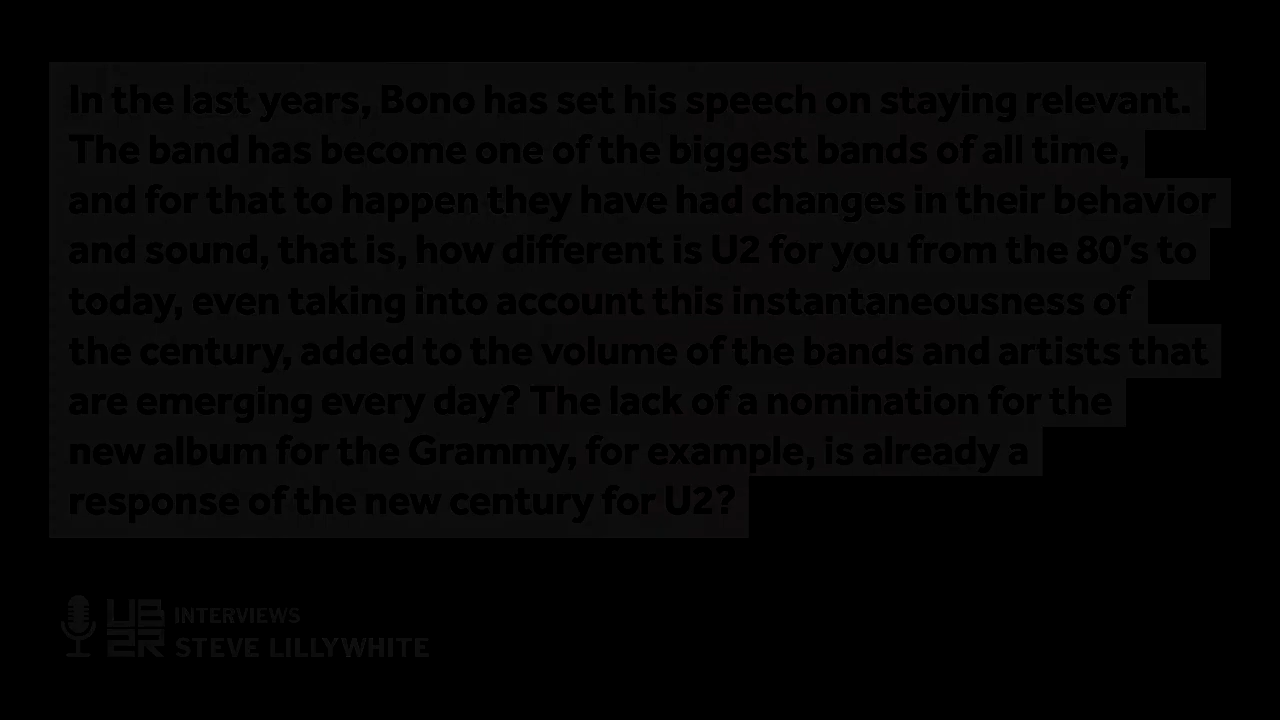 In the last years, Bono has set his speech on staying relevant.
The band has become one of the biggest bands of all time,
and for that to happen they have had changes in their behavior
and sound, that is, how different is U2 for you from the 80's to
today, even taking into account this instantaneousness of
the century, added to the volume of the bands and artists that
are emerging every day? The lack of a nomination for the
new album for the Grammy, for example, is already a
response of the new century for U2?
UB
ER
INTERVIEWS
STEVE LILLYWHITE